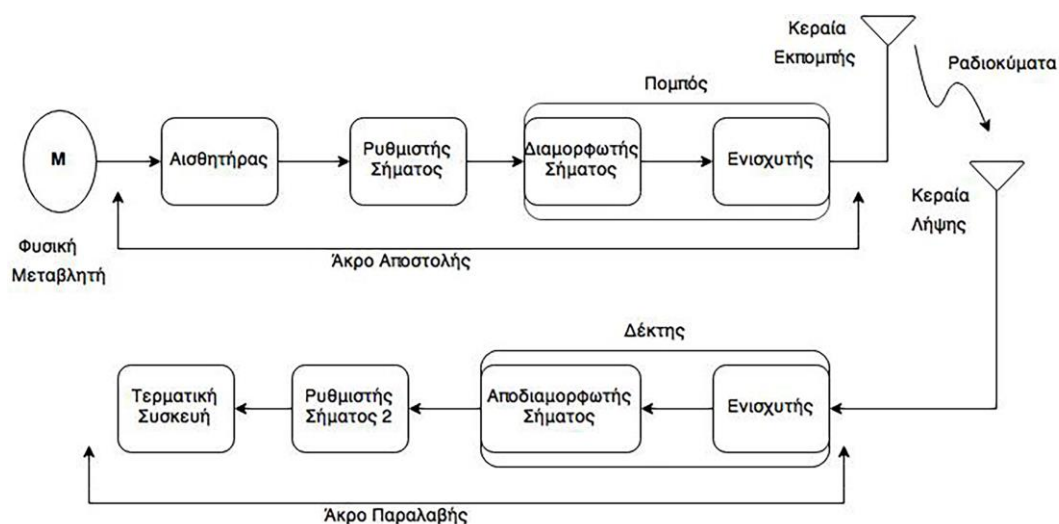 Κεραία
Εκπομπής
Ραδιοκύματα
Πομπός
M
Αισθητήρας
Ρυθμιστής
Σήματος
Διαμορφωτής
Σήματος
Ενισχυτής
Κεραία
Λήψης
Φυσική
Μεταβλητή
Άκρο Αποστολής
Δέκτης
Τερματική
Συσκευή
Ρυθμιστής
Σήματος 2
Αποδιαμορφωτής
Σήματος
Ενισχυτής
Άκρο Παραλαβής